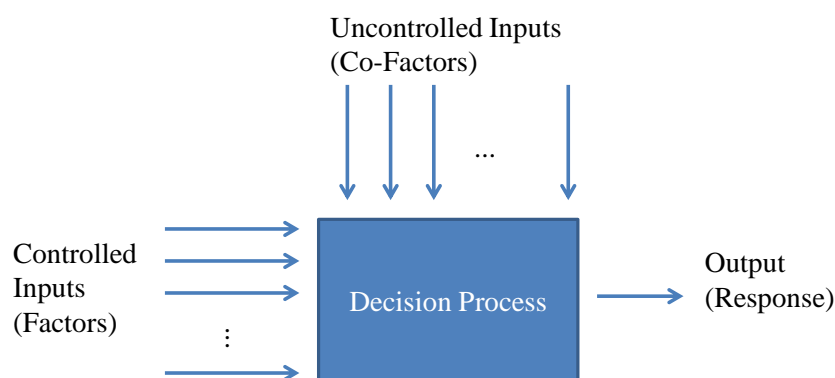 Uncontrolled Inputs
(Co-Factors)
...
Controlled
Inputs
(Factors)
...
Decision Process
Output
(Response)